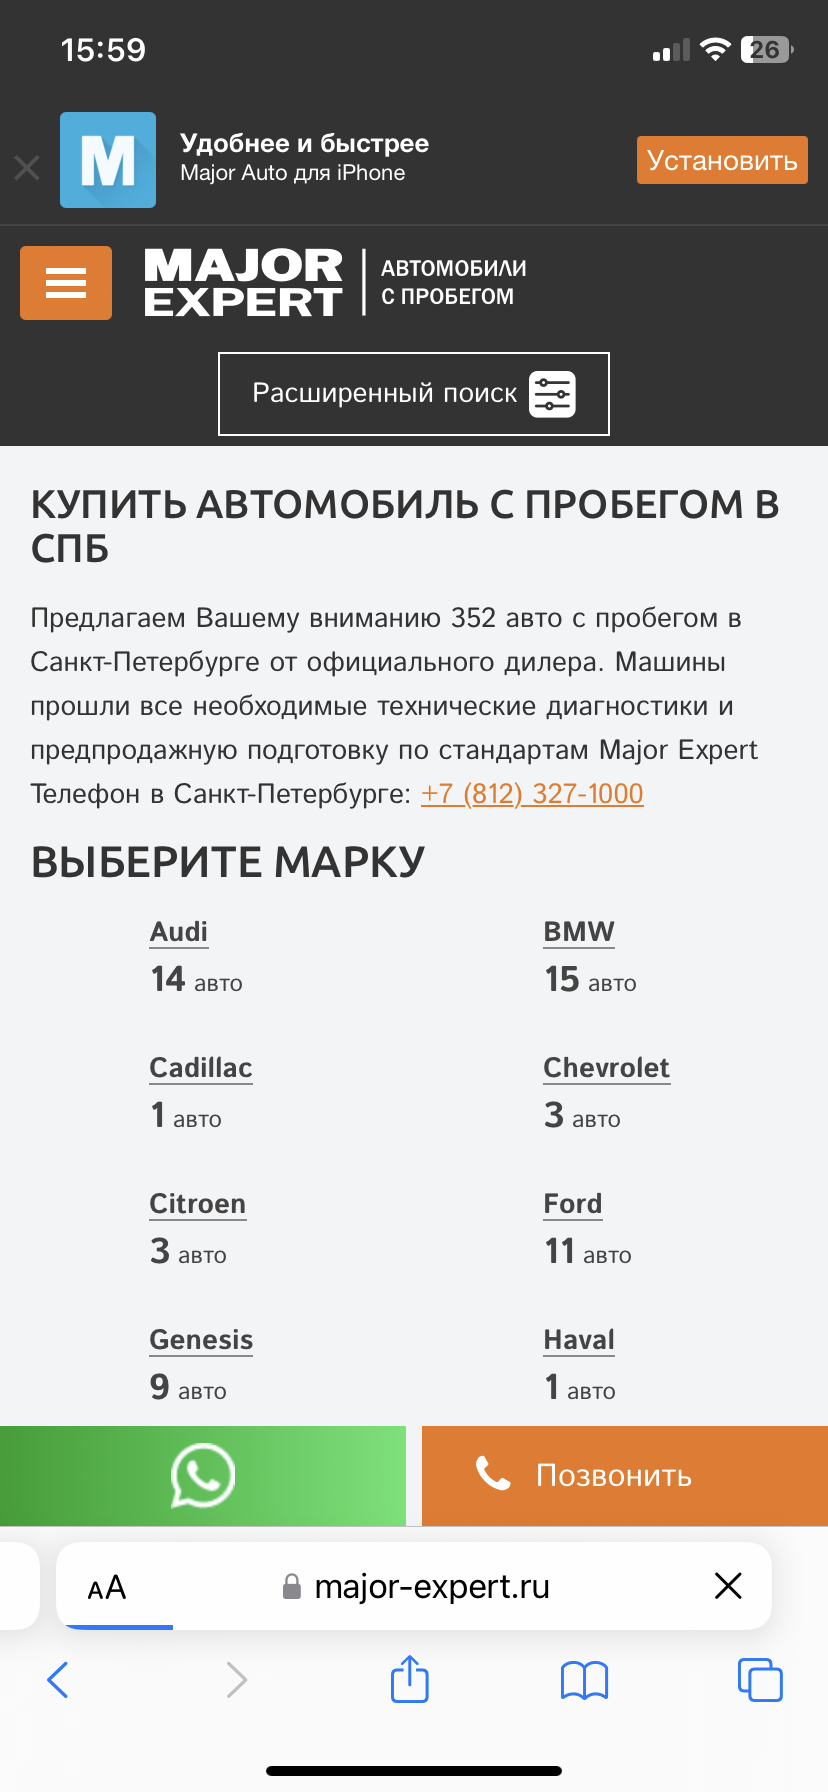 15:59
26
M
Удобнее и быстрее
Major Auto для iPhone
Установить
MAJOR
EXPERT
АВТОМОБИЛИ
С ПРОБЕГОМ
Расширенный поиск
КУПИТЬ АВТОМОБИЛЬ С ПРОБЕГОМ В
СПБ
Предлагаем Вашему вниманию 352 авто с пробегом в
Санкт-Петербурге от официального дилера. Машины
прошли все необходимые технические диагностики и
предпродажную подготовку по стандартам Major Expert
Телефон в Санкт-Петербурге: +7 (812) 327-1000
ВЫБЕРИТЕ МАРКУ
Audi
14 авто
BMW
15 авто
Cadillac
1 авто
Chevrolet
3 авто
Citroen
3 авто
Ford
11 авто
Genesis
9 авто
Haval
1 авто
Позвонить
AA
major-expert.ru